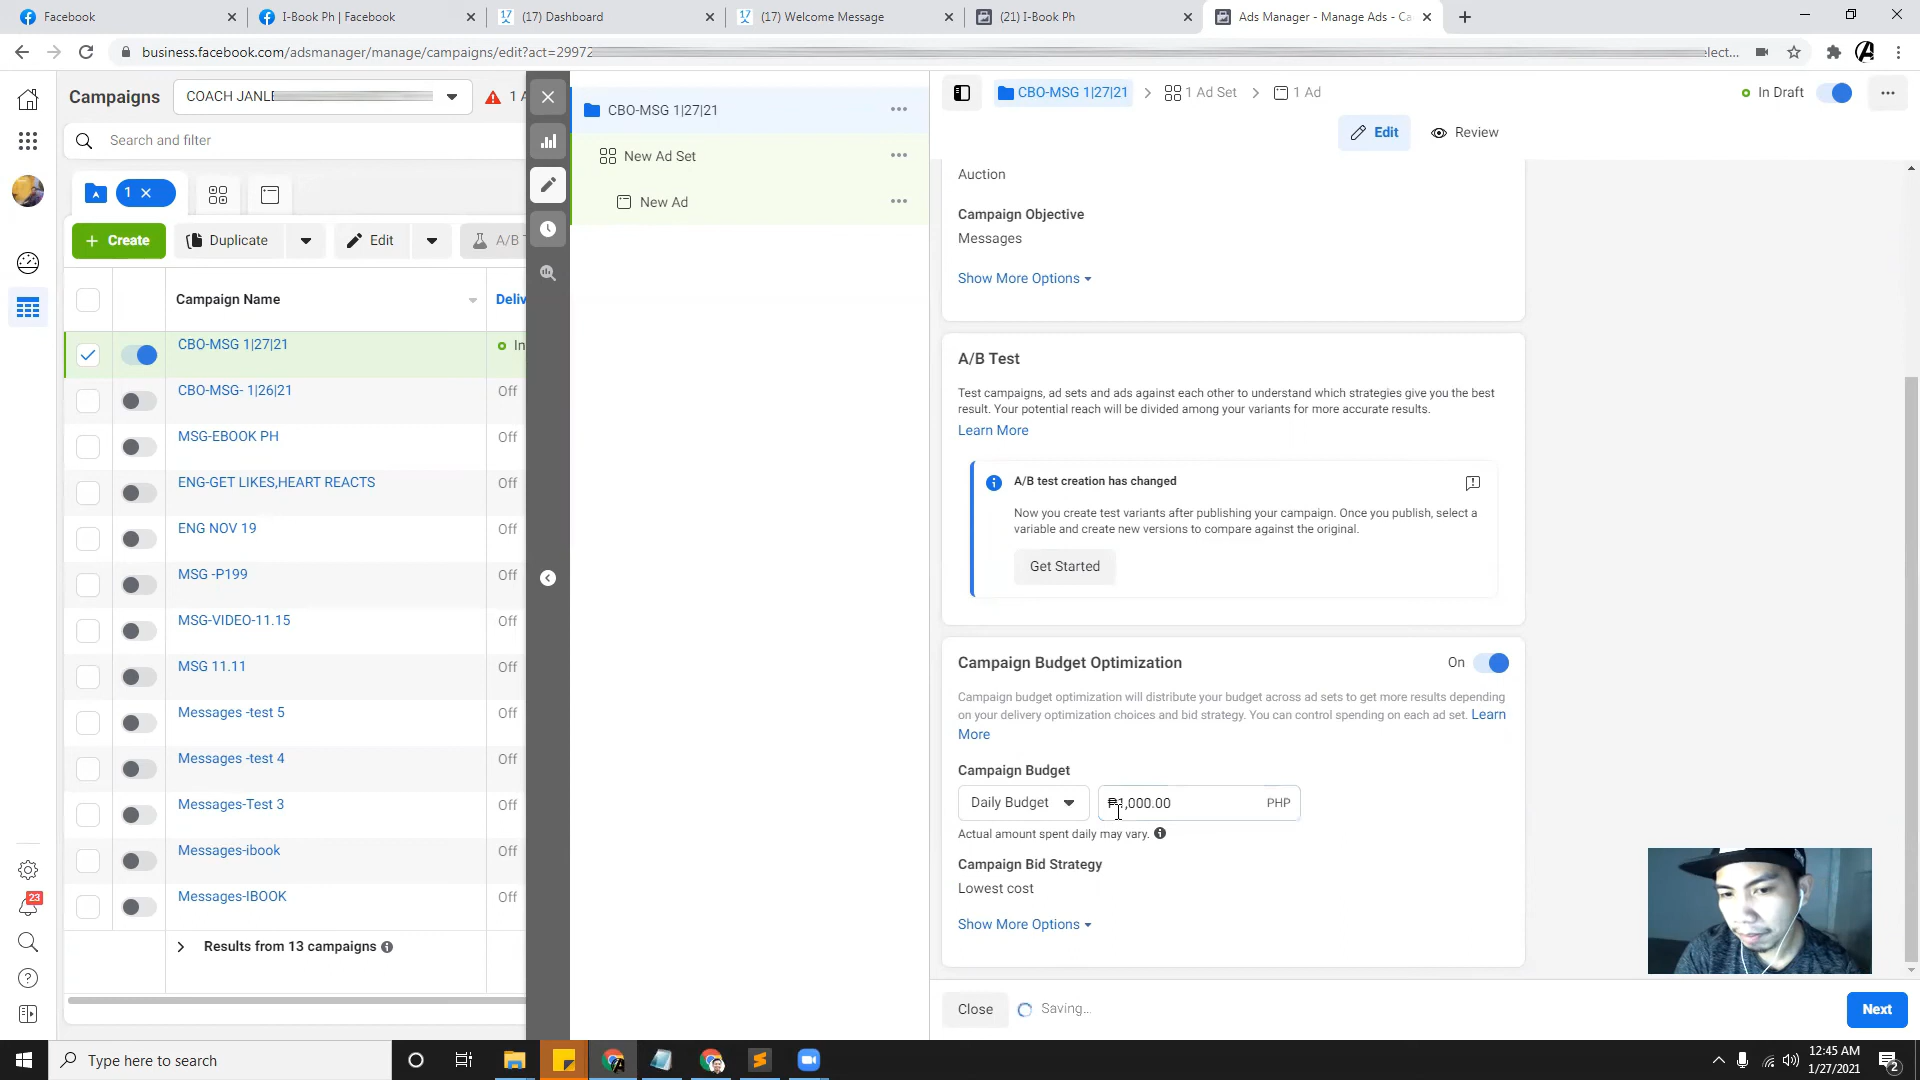 Facebook
I-Book Ph | Facebook
(17) Dashboard
(17) Welcome Message
(21) I-Book Ph
Ads Manager - Manage Ads - Ca
business.facebook.com/adsmanager/manage/campaigns/edit?act=29972
lect...
Campaigns
COACH JANLE
1 A
Search and filter
1
Create
Duplicate
Edit
A/B T
Campaign Name
Deliv
CBO-MSG 1|27|21
In
CBO-MSG- 1|26|21
Off
MSG-EBOOK PH
Off
ENG-GET LIKES,HEART REACTS
Off
ENG NOV 19
Off
MSG -P199
Off
MSG-VIDEO-11.15
Off
MSG 11.11
Off
Messages -test 5
Off
Messages -test 4
Off
Messages-Test 3
Off
Messages-ibook
Off
Messages-IBOOK
Off
Results from 13 campaigns
23
CBO-MSG 1|27|21
New Ad Set
New Ad
CBO-MSG 1|27|21
1 Ad Set
1 Ad
In Draft
Edit
Review
Auction
Campaign Objective
Messages
Show More Options
A/B Test
Test campaigns, ad sets and ads against each other to understand which strategies give you the best
result. Your potential reach will be divided among your variants for more accurate results.
Learn More
A/B test creation has changed
Now you create test variants after publishing your campaign. Once you publish, select a
variable and create new versions to compare against the original.
Get Started
Campaign Budget Optimization
On
Campaign budget optimization will distribute your budget across ad sets to get more results depending
on your delivery optimization choices and bid strategy. You can control spending on each ad set. Learn
More
Campaign Budget
Daily Budget
₱1,000.00
PHP
Actual amount spent daily may vary.
Campaign Bid Strategy
Lowest cost
Show More Options
Close
Saving...
Next
Type here to search
12:45 AM
1/27/2021
2